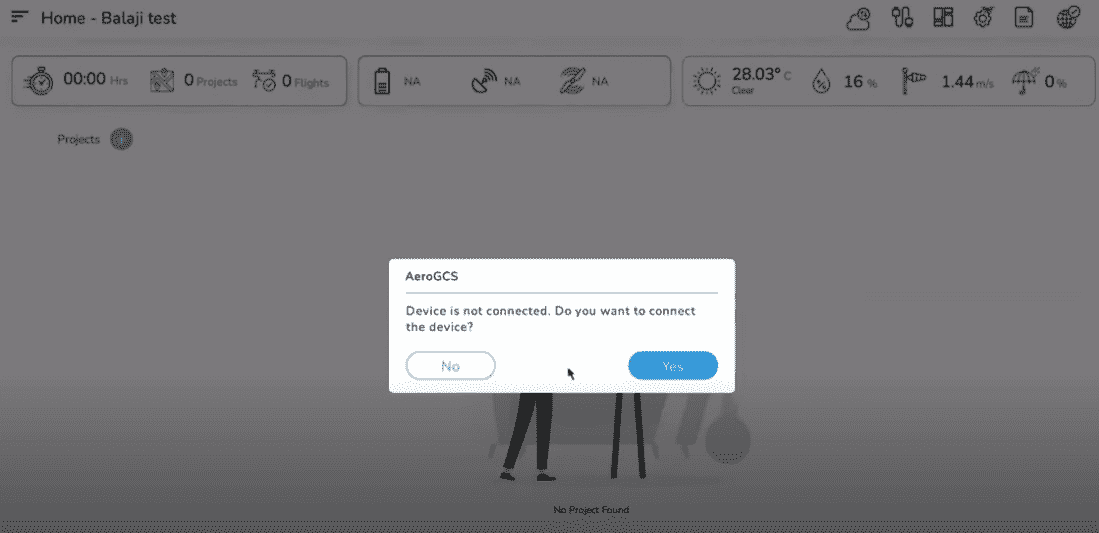 Home - Balaji test
00:00 Hrs 0 Projects 0 Flights NA NA NA 28.03° C 16 % 1.44 m/s 0 %
Clear
Projects
AeroGCS
Device is not connected. Do you want to connect
the device?
No Yes
No Project Found